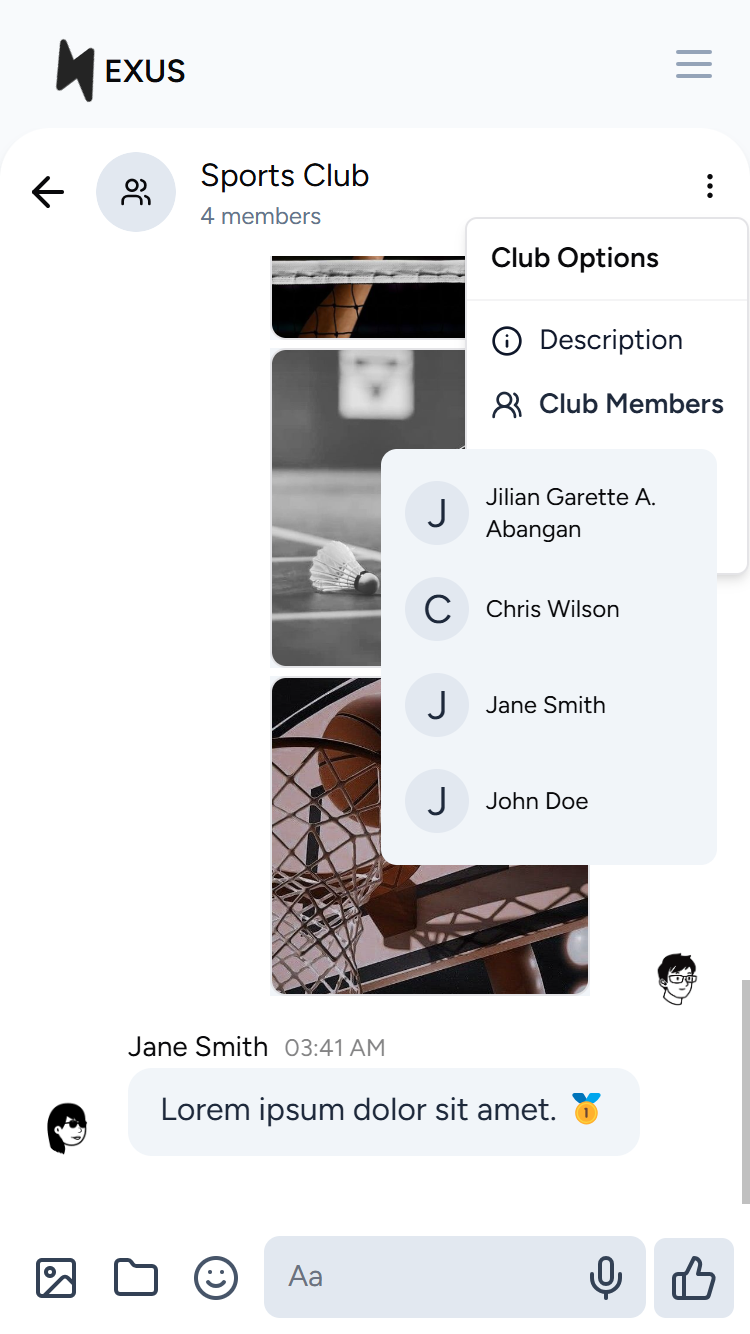 EXUS
Sports Club
4 members
Club Options
Description
Club Members
J
Jilian Garette A.
Abangan
C
Chris Wilson
J
Jane Smith
J
John Doe
Jane Smith 03:41 AM
Lorem ipsum dolor sit amet. 🥇
Aa